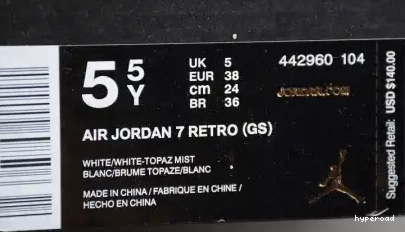 5 5 Y
UK 5
EUR 38
cm 24
BR 36
442960 104
JORDAN.COM
AIR JORDAN 7 RETRO (GS)
WHITE/WHITE-TOPAZ MIST
BLANC/BRUME TOPAZE/BLANC
MADE IN CHINA / FABRIQUE EN CHINE /
HECHO EN CHINA
Suggested Retail: USD $140.00
hyperoad